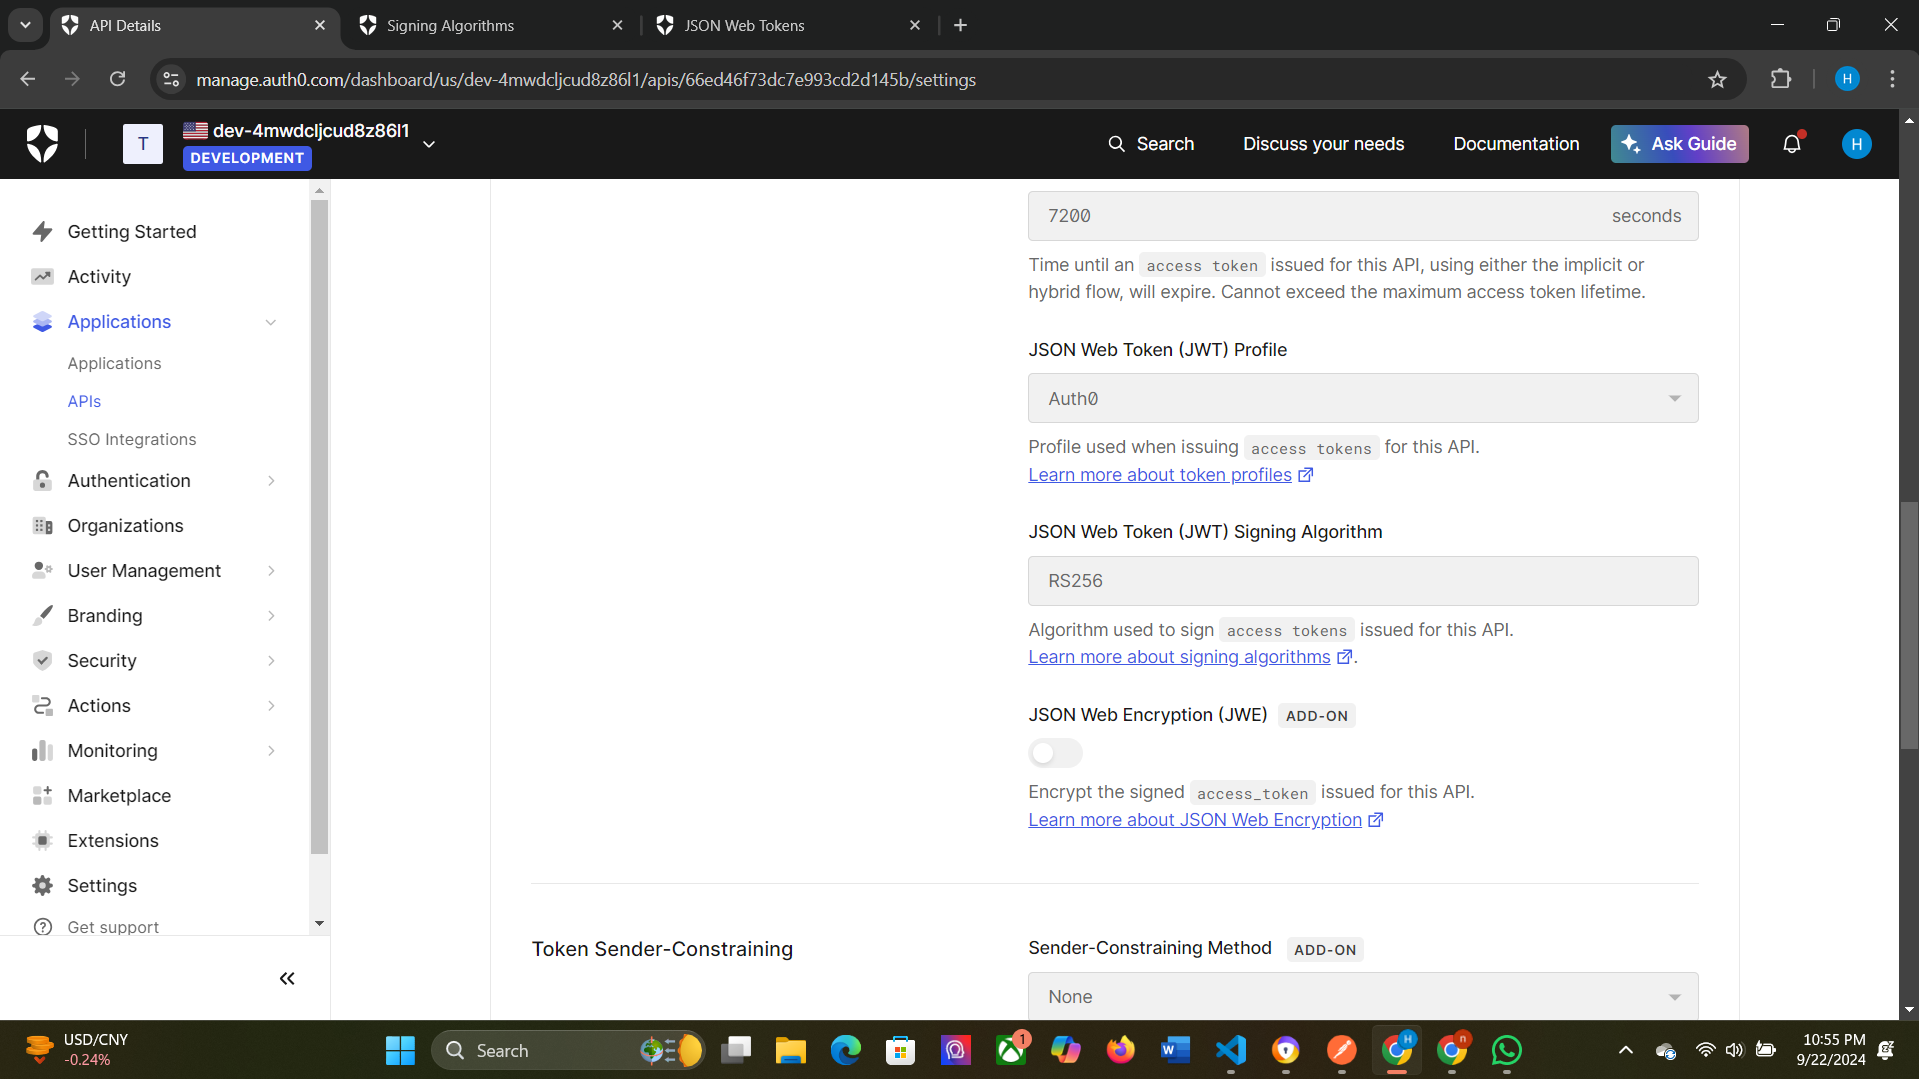 API Details
Signing Algorithms
JSON Web Tokens
manage.auth0.com/dashboard/us/dev-4mwdcljcud8z86l1/apis/66ed46f73dc7e993cd2d145b/settings
H
T
dev-4mwdcljcud8z86l1
DEVELOPMENT
Search
Discuss your needs
Documentation
Ask Guide
H
Getting Started
Activity
Applications
Applications
APIs
SSO Integrations
Authentication
Organizations
User Management
Branding
Security
Actions
Monitoring
Marketplace
Extensions
Settings
Get support
7200 seconds
Time until an access token issued for this API, using either the implicit or
hybrid flow, will expire. Cannot exceed the maximum access token lifetime.
JSON Web Token (JWT) Profile
Auth0
Profile used when issuing access tokens for this API.
Learn more about token profiles
JSON Web Token (JWT) Signing Algorithm
RS256
Algorithm used to sign access tokens issued for this API.
Learn more about signing algorithms.
JSON Web Encryption (JWE) ADD-ON
Encrypt the signed access_token issued for this API.
Learn more about JSON Web Encryption
Token Sender-Constraining
Sender-Constraining Method ADD-ON
None
USD/CNY
-0.24%
Search
1
W
H
n
10:55 PM
9/22/2024